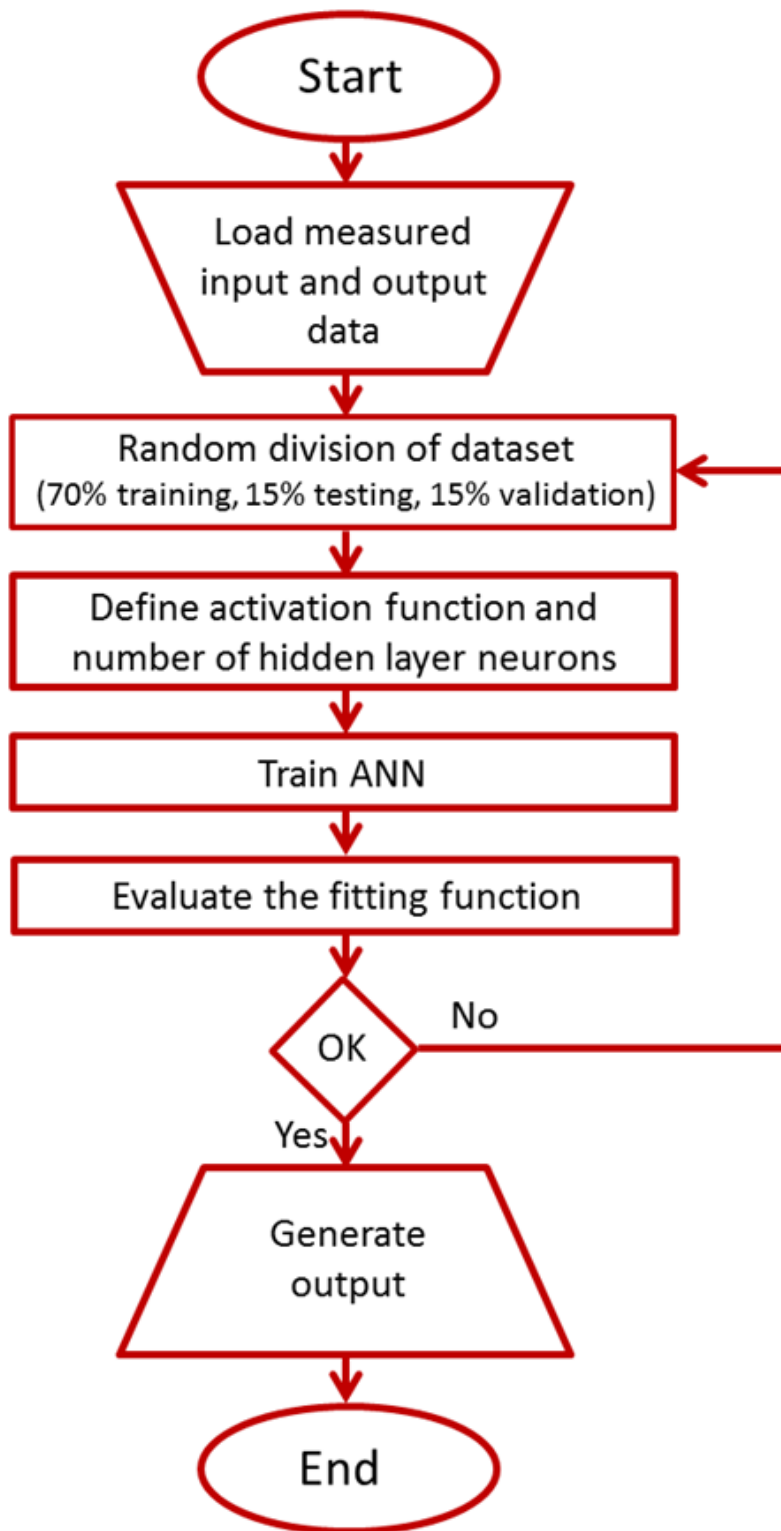 Start
Load measured
input and output
data
Random division of dataset
(70% training, 15% testing, 15% validation)
Define activation function and
number of hidden layer neurons
Train ANN
Evaluate the fitting function
No
OK
Yes
Generate
output
End